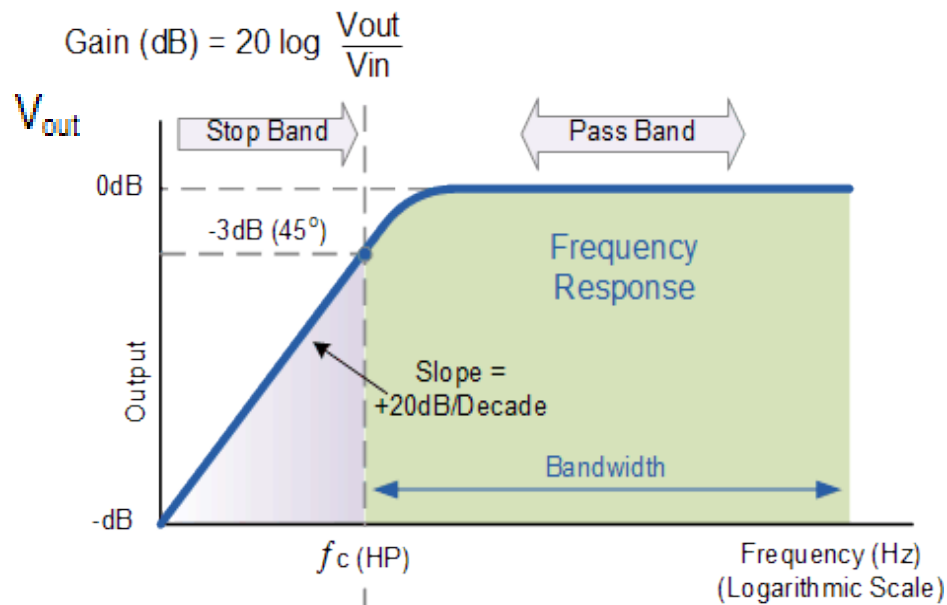 Gain (dB) = 20 log Vout
Vin
Vout
Stop Band
Pass Band
0dB
-3dB (45°)
Frequency
Response
Output
Slope =
+20dB/Decade
Bandwidth
-dB
fc (HP)
Frequency (Hz)
(Logarithmic Scale)